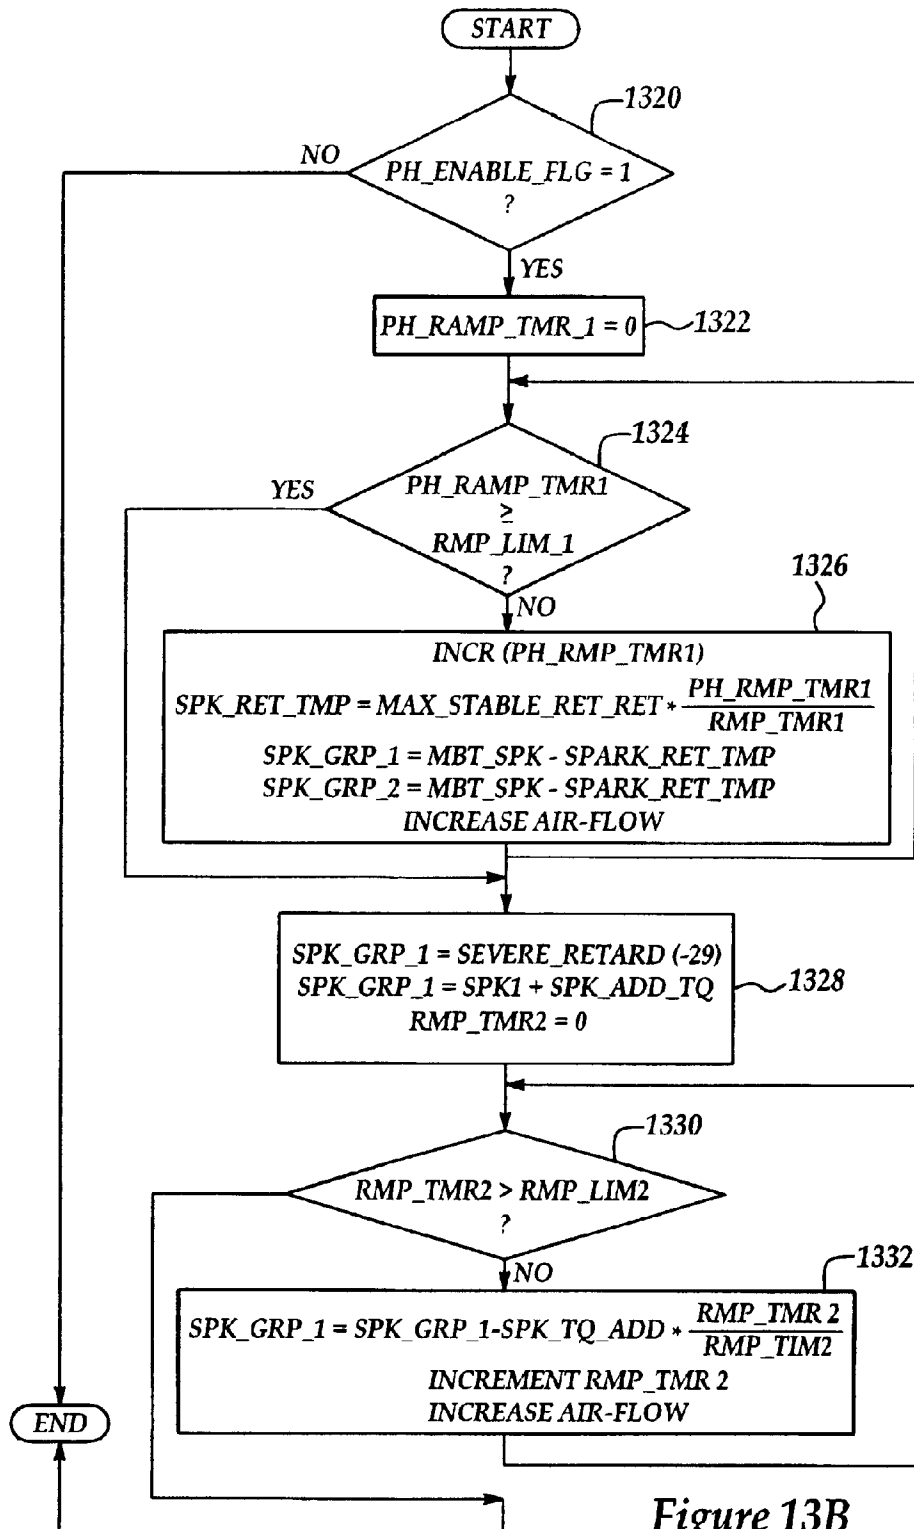 START
1320
NO
PH_ENABLE_FLG = 1
?
YES
PH_RAMP_TMR_1 = 0
1322
1324
YES
PH_RAMP_TMR1
≥
RMP_LIM_1
?
NO
1326
INCR (PH_RMP_TMR1)
SPK_RET_TMP = MAX_STABLE_RET_RET * PH_RMP_TMR1
RMP_TMR1
SPK_GRP_1 = MBT_SPK - SPARK_RET_TMP
SPK_GRP_2 = MBT_SPK - SPARK_RET_TMP
INCREASE AIR-FLOW
SPK_GRP_1 = SEVERE_RETARD (-29)
SPK_GRP_1 = SPK1 + SPK_ADD_TQ
RMP_TMR2 = 0
1328
1330
RMP_TMR2 > RMP_LIM2
?
NO
1332
SPK_GRP_1 = SPK_GRP_1-SPK_TQ_ADD * RMP_TMR 2
RMP_TIM2
INCREMENT RMP_TMR 2
INCREASE AIR-FLOW
END
Figure 13B